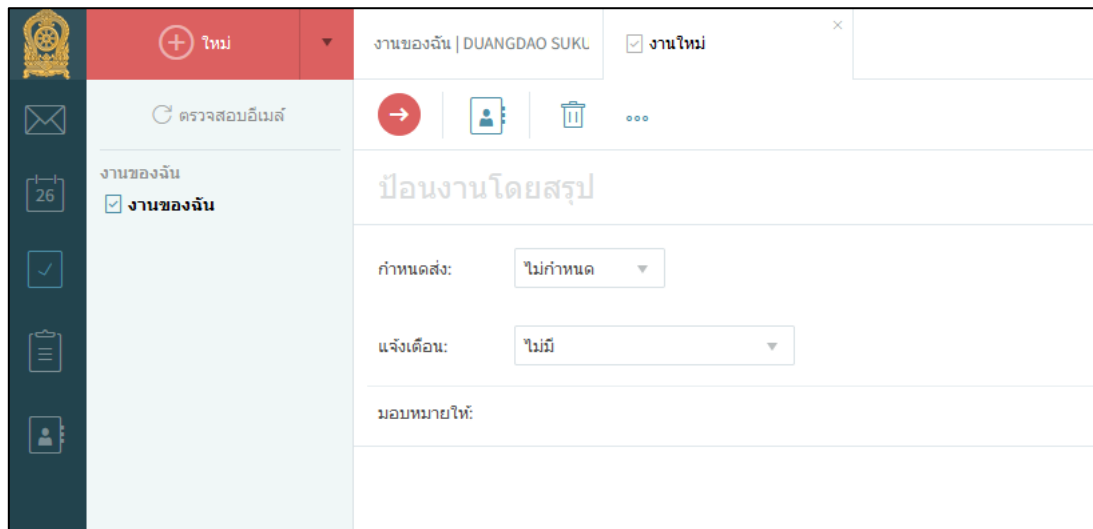 ใหม่
งานของฉัน | DUANGDAO SUKL
งานใหม่
ตรวจสอบอีเมล์
งานของฉัน
26
งานของฉัน
ป้อนงานโดยสรุป
กำหนดส่ง:
ไม่กำหนด
แจ้งเตือน:
ไม่มี
มอบหมายให้: